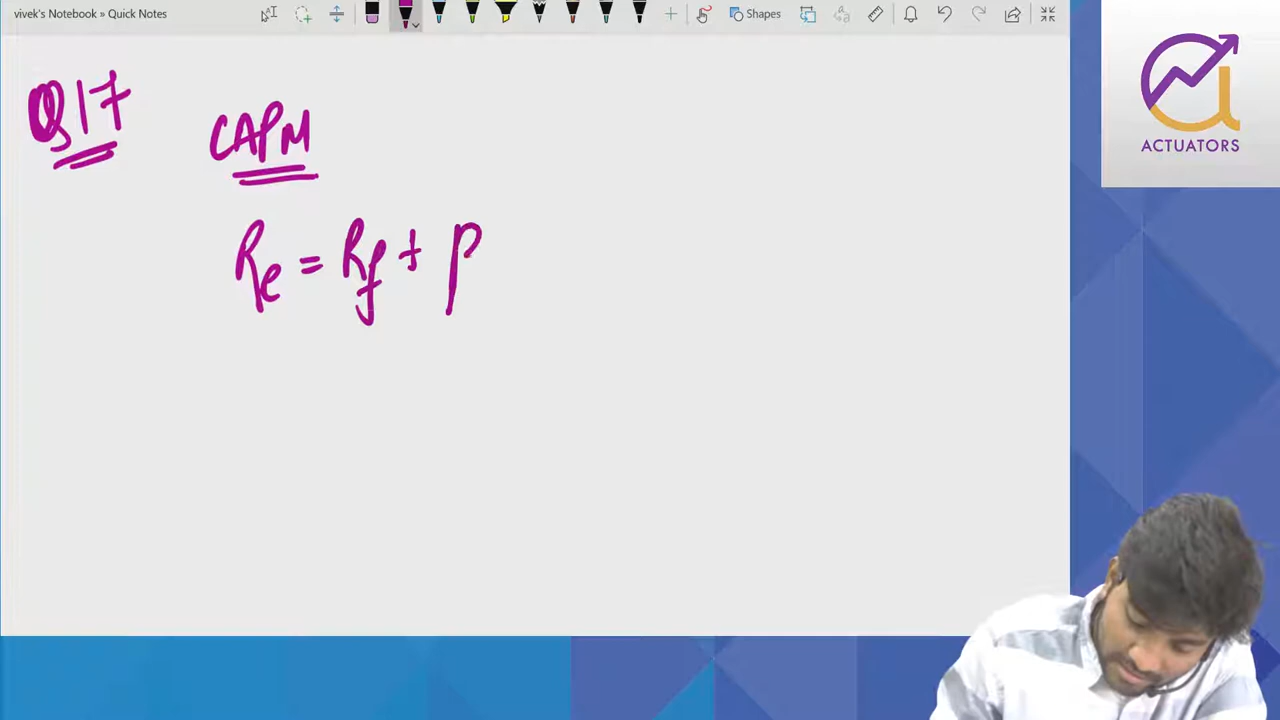 vivek's Notebook » Quick Notes
Shapes
Q17
CAPM
Re = Rf + p
ACTUATORS